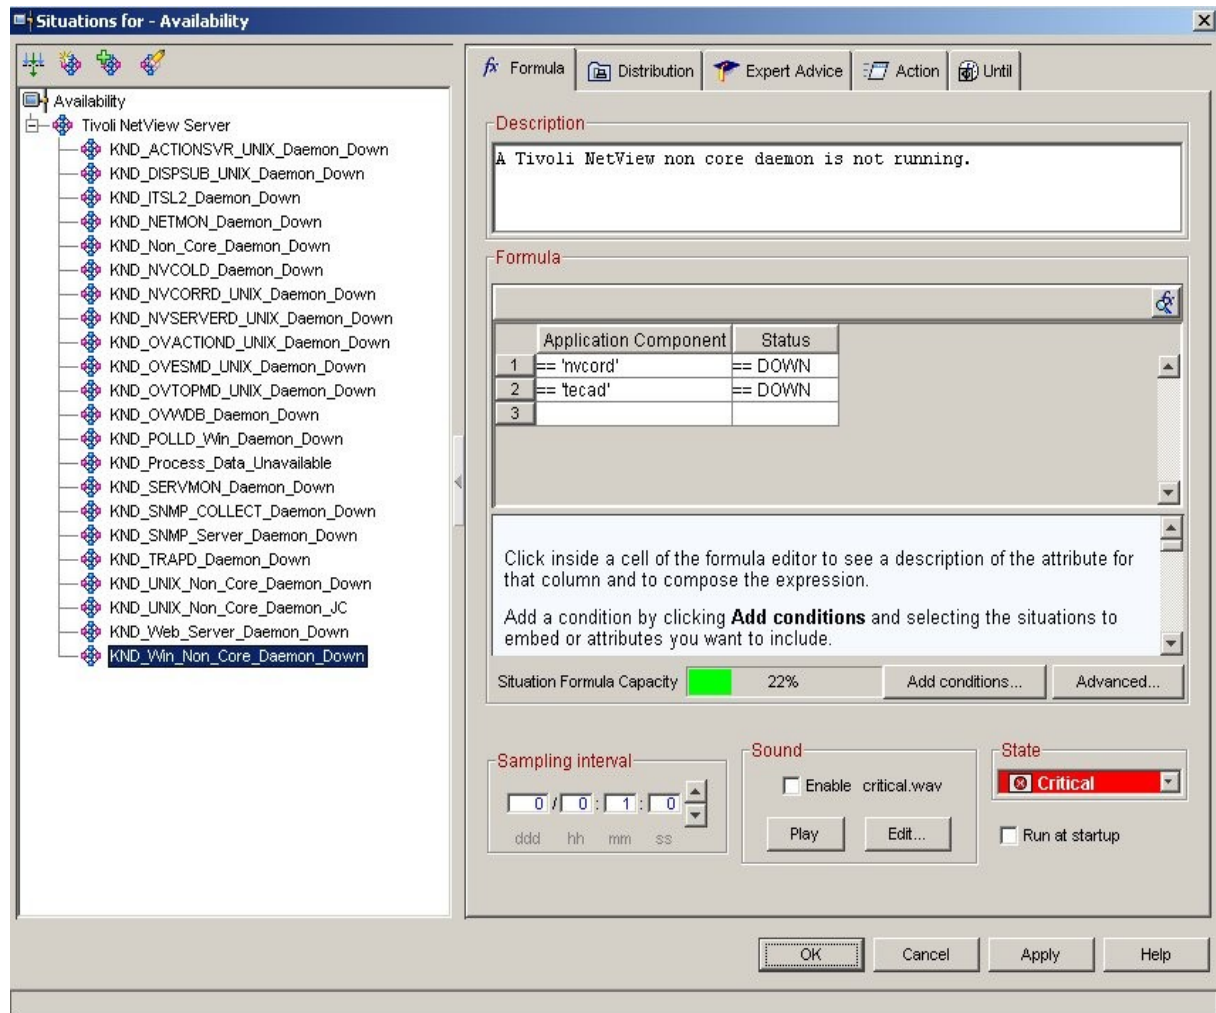 Situations for - Availability
Formula
Distribution
Expert Advice
Action
Until
Availability
Tivoli NetView Server
KND_ACTIONSVR_UNIX_Daemon_Down
KND_DISPSUB_UNIX_Daemon_Down
KND_ITSL2_Daemon_Down
KND_NETMON_Daemon_Down
KND_Non_Core_Daemon_Down
KND_NVCOLD_Daemon_Down
KND_NVCORRD_UNIX_Daemon_Down
KND_NVSERVERD_UNIX_Daemon_Down
KND_OVACTIOND_UNIX_Daemon_Down
KND_OVESMD_UNIX_Daemon_Down
KND_OVTOPMD_UNIX_Daemon_Down
KND_OVWDB_Daemon_Down
KND_POLLD_Win_Daemon_Down
KND_Process_Data_Unavailable
KND_SERVMON_Daemon_Down
KND_SNMP_COLLECT_Daemon_Down
KND_SNMP_Server_Daemon_Down
KND_TRAPD_Daemon_Down
KND_UNIX_Non_Core_Daemon_Down
KND_UNIX_Non_Core_Daemon_JC
KND_Web_Server_Daemon_Down
KND_Win_Non_Core_Daemon_Down
Description
A Tivoli NetView non core daemon is not running.
Formula
Application Component Status
1 == 'nvcord' == DOWN
2 == 'tecad' == DOWN
3
Click inside a cell of the formula editor to see a description of the attribute for
that column and to compose the expression.
Add a condition by clicking Add conditions and selecting the situations to
embed or attributes you want to include.
Situation Formula Capacity 22% Add conditions... Advanced...
Sampling interval
0 / 0 : 1 : 0
ddd hh mm ss
Sound
Enable critical.wav
Play Edit...
State
Critical
Run at startup
OK Cancel Apply Help